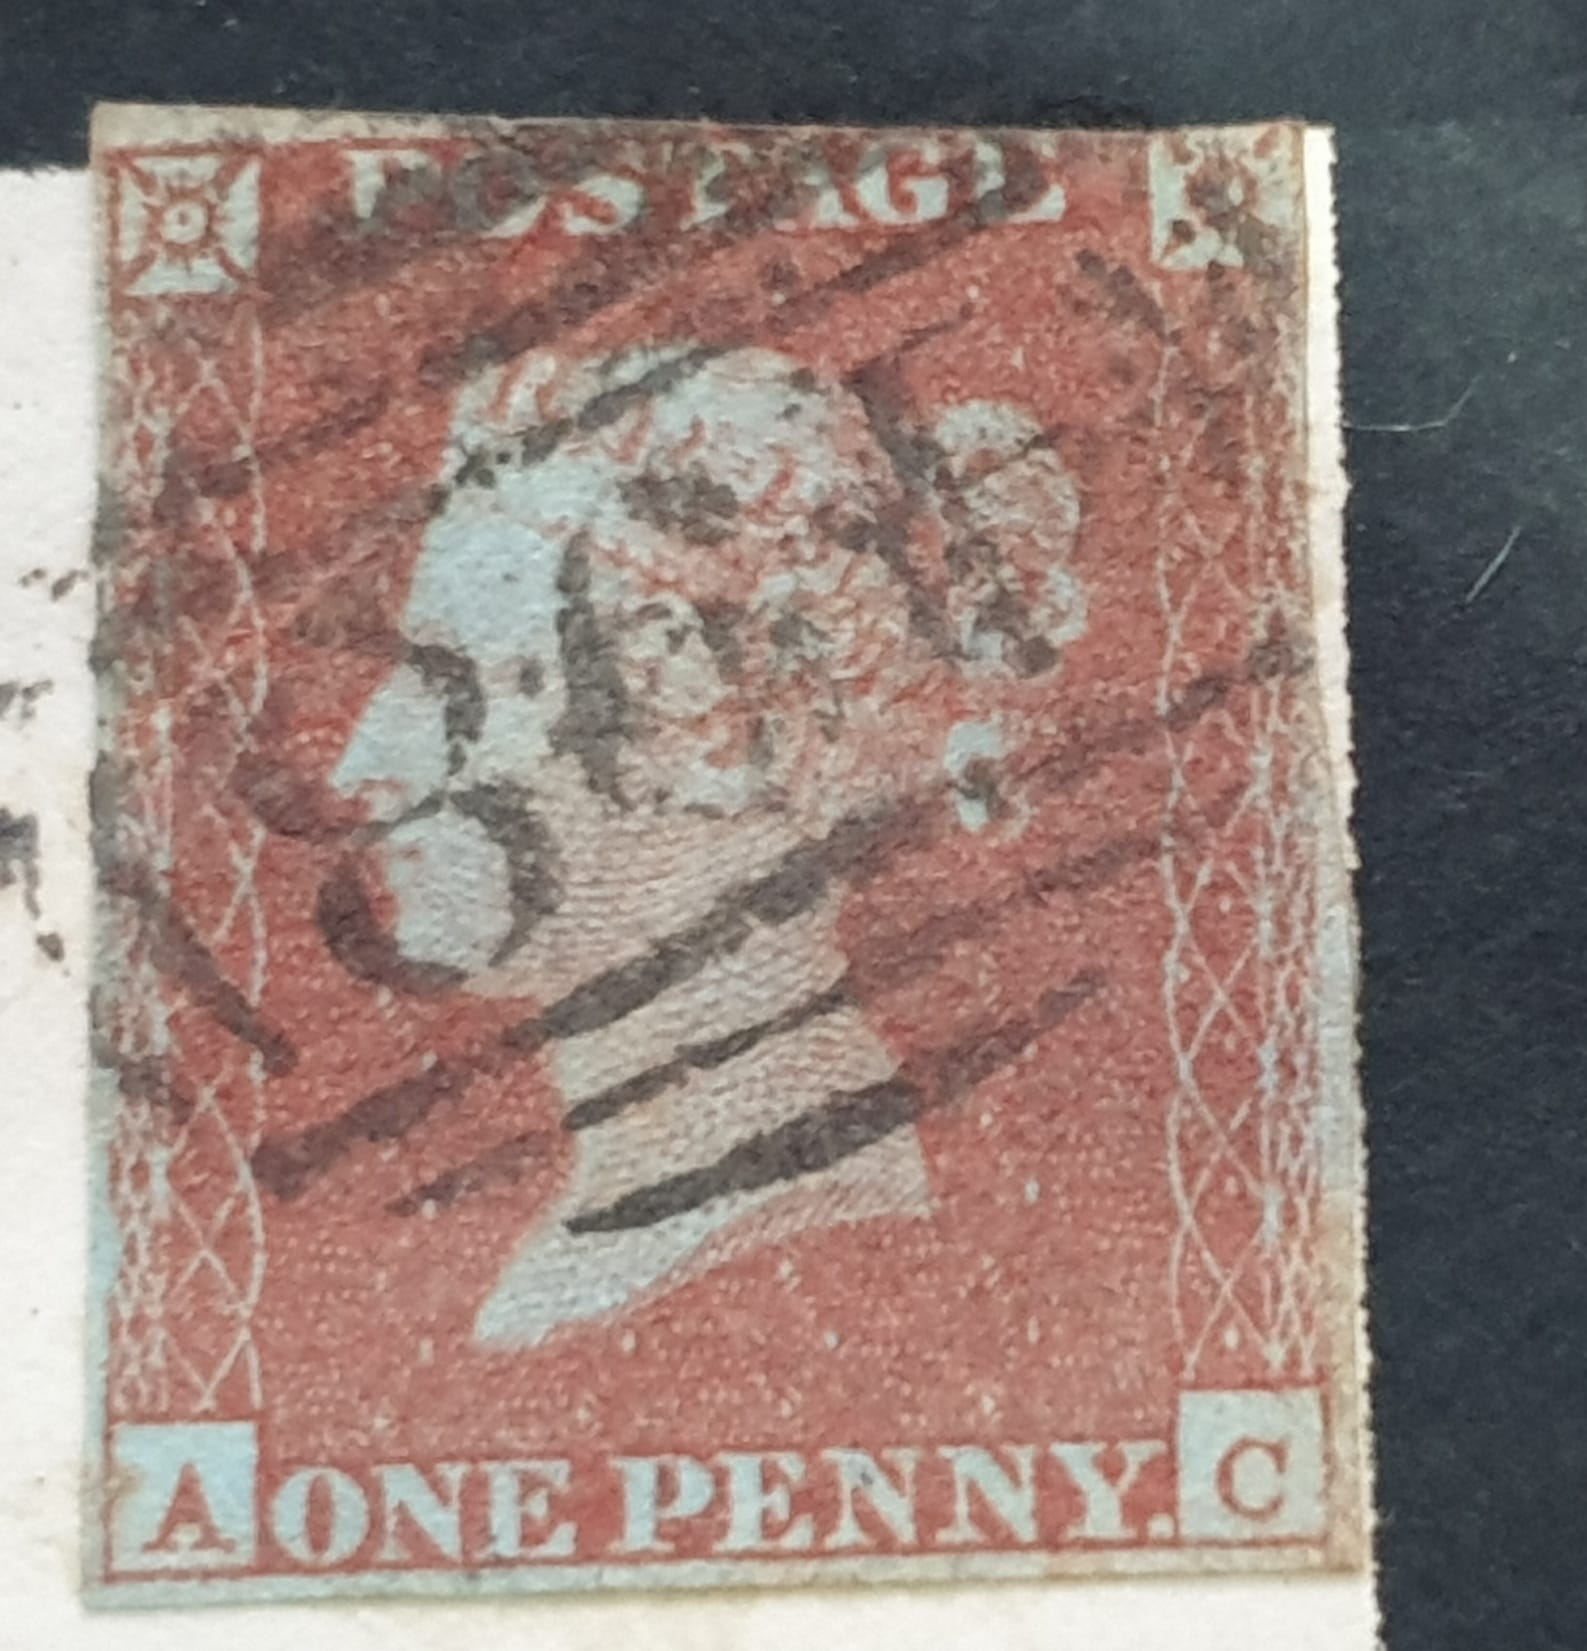 POSTAGE
A ONE PENNY. C